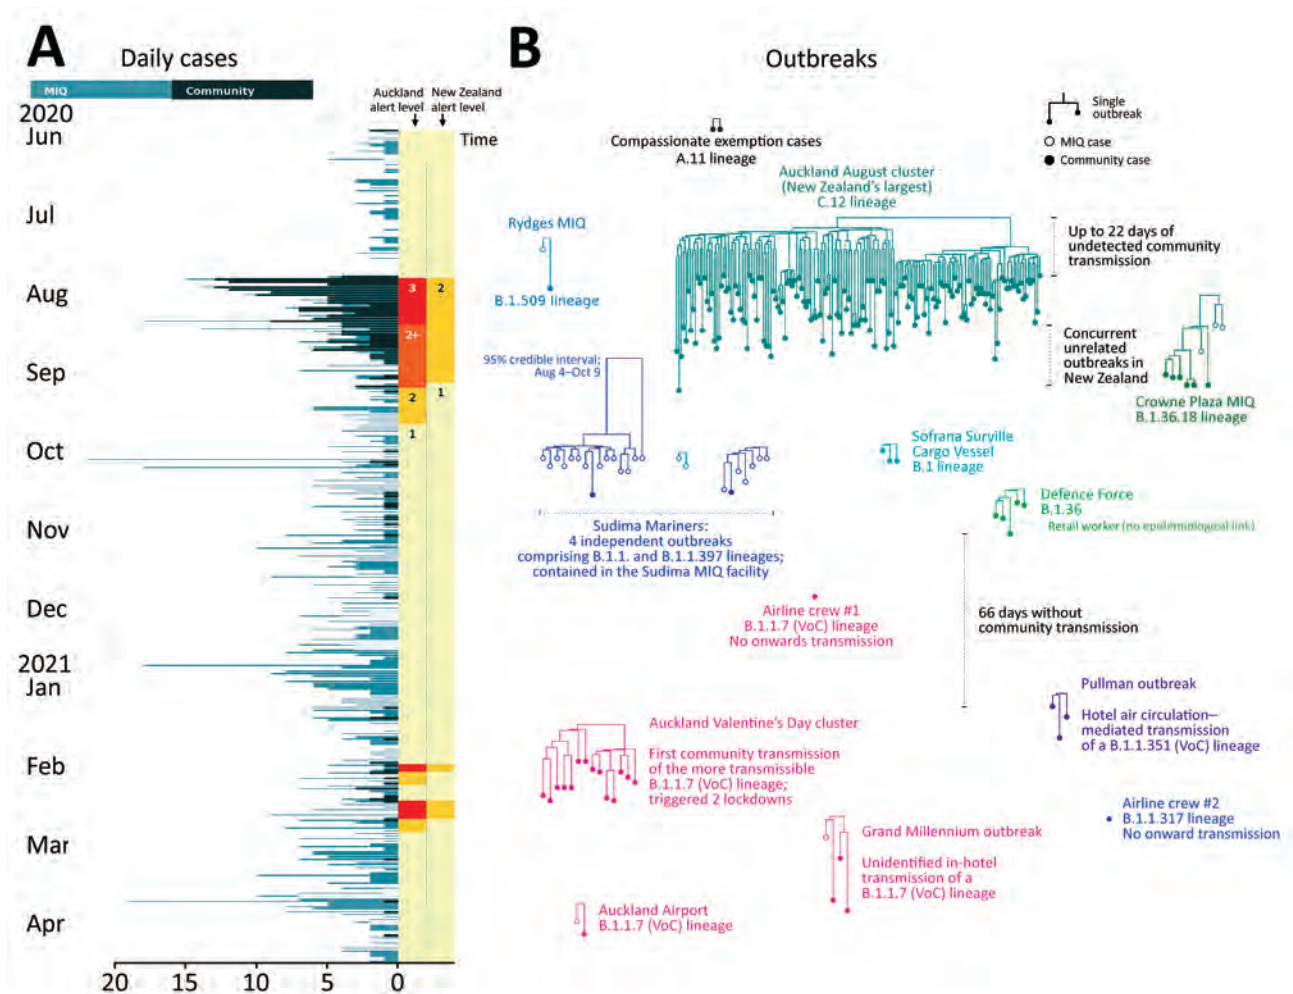 A
Daily cases
MIQ
Community
Auckland
alert level
New Zealand
alert level
Time
2020
Jun
Jul
Aug
Sep
Oct
Nov
Dec
2021
Jan
Feb
Mar
Apr
3
2
2+
2
1
1
20
15
10
5
0
B
Outbreaks
Single
outbreak
MIQ case
Community case
Compassionate exemption cases
A.11 lineage
Auckland August cluster
(New Zealand's largest)
C.12 lineage
Rydges MIQ
B.1.509 lineage
Up to 22 days of
undetected community
transmission
Concurrent
unrelated
outbreaks in
New Zealand
Crowne Plaza MIQ
B.1.36.18 lineage
95% credible interval;
Aug 4–Oct 9
Sofrana Surville
Cargo Vessel
B.1 lineage
Defence Force
B.1.36
Retail worker (no epidemiological link)
Sudima Mariners:
4 independent outbreaks
comprising B.1.1. and B.1.1.397 lineages;
contained in the Sudima MIQ facility
Airline crew #1
B.1.1.7 (VoC) lineage
No onwards transmission
66 days without
community transmission
Pullman outbreak
Hotel air circulation–
mediated transmission
of a B.1.1.351 (VoC) lineage
Auckland Valentine's Day cluster
First community transmission
of the more transmissible
B.1.1.7 (VoC) lineage;
triggered 2 lockdowns
Airline crew #2
B.1.1.317 lineage
No onward transmission
Grand Millennium outbreak
Unidentified in-hotel
transmission of a
B.1.1.7 (VoC) lineage
Auckland Airport
B.1.1.7 (VoC) lineage